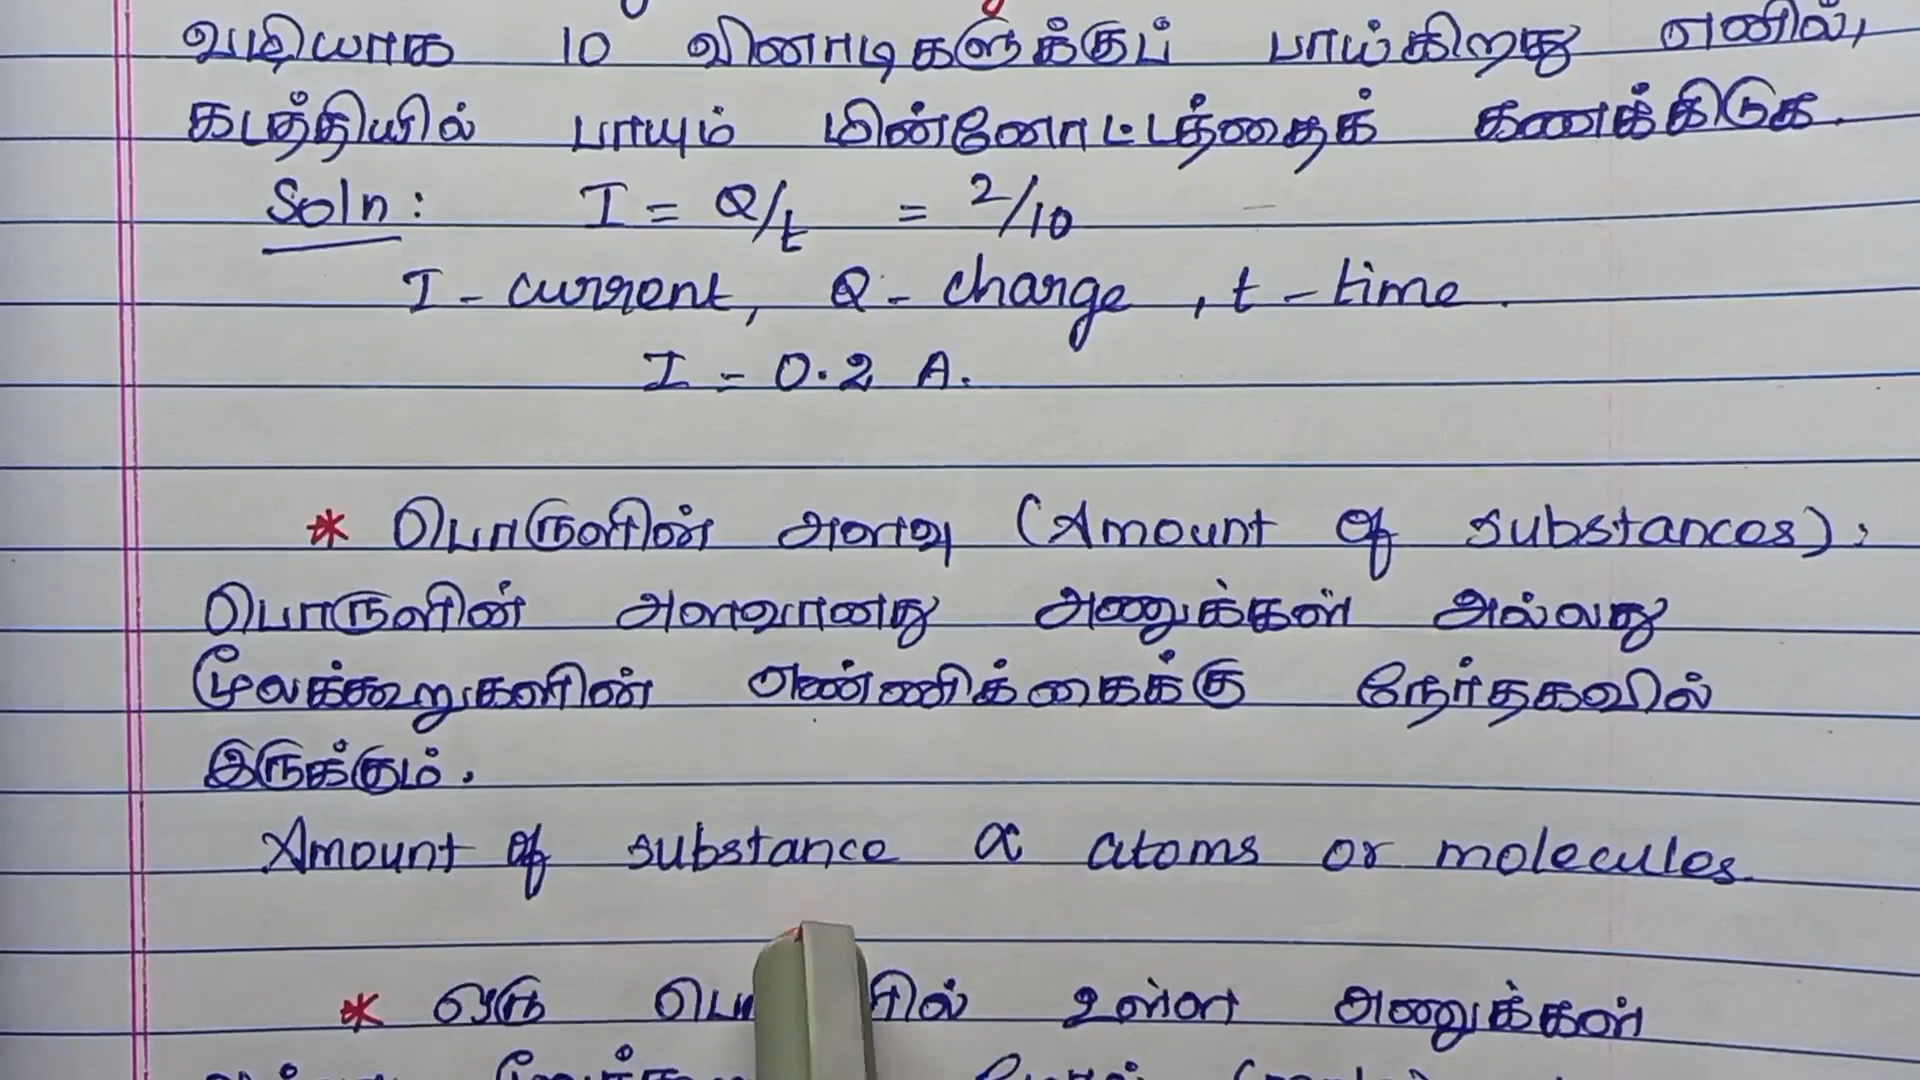 வழியாக 10 வினாடிகளுக்குப் பாய்கிறது எனில்,
கடத்தியில் பாயும் மின்னோட்டத்தைக் கணக்கிடுக.
Soln : I = Q/t = 2/10
I - current, Q - charge, t - time.
I = 0.2 A.
* பொருளின் அளவு (Amount of substances) :
பொருளின் அளவானது அணுக்கள் அல்லது
மூலக்கூறுகளின் எண்ணிக்கைக்கு நேர்தகவில்
இருக்கும்.
Amount of substance ∝ atoms or molecules.
* ஒரு உள்ள அணுக்கள்